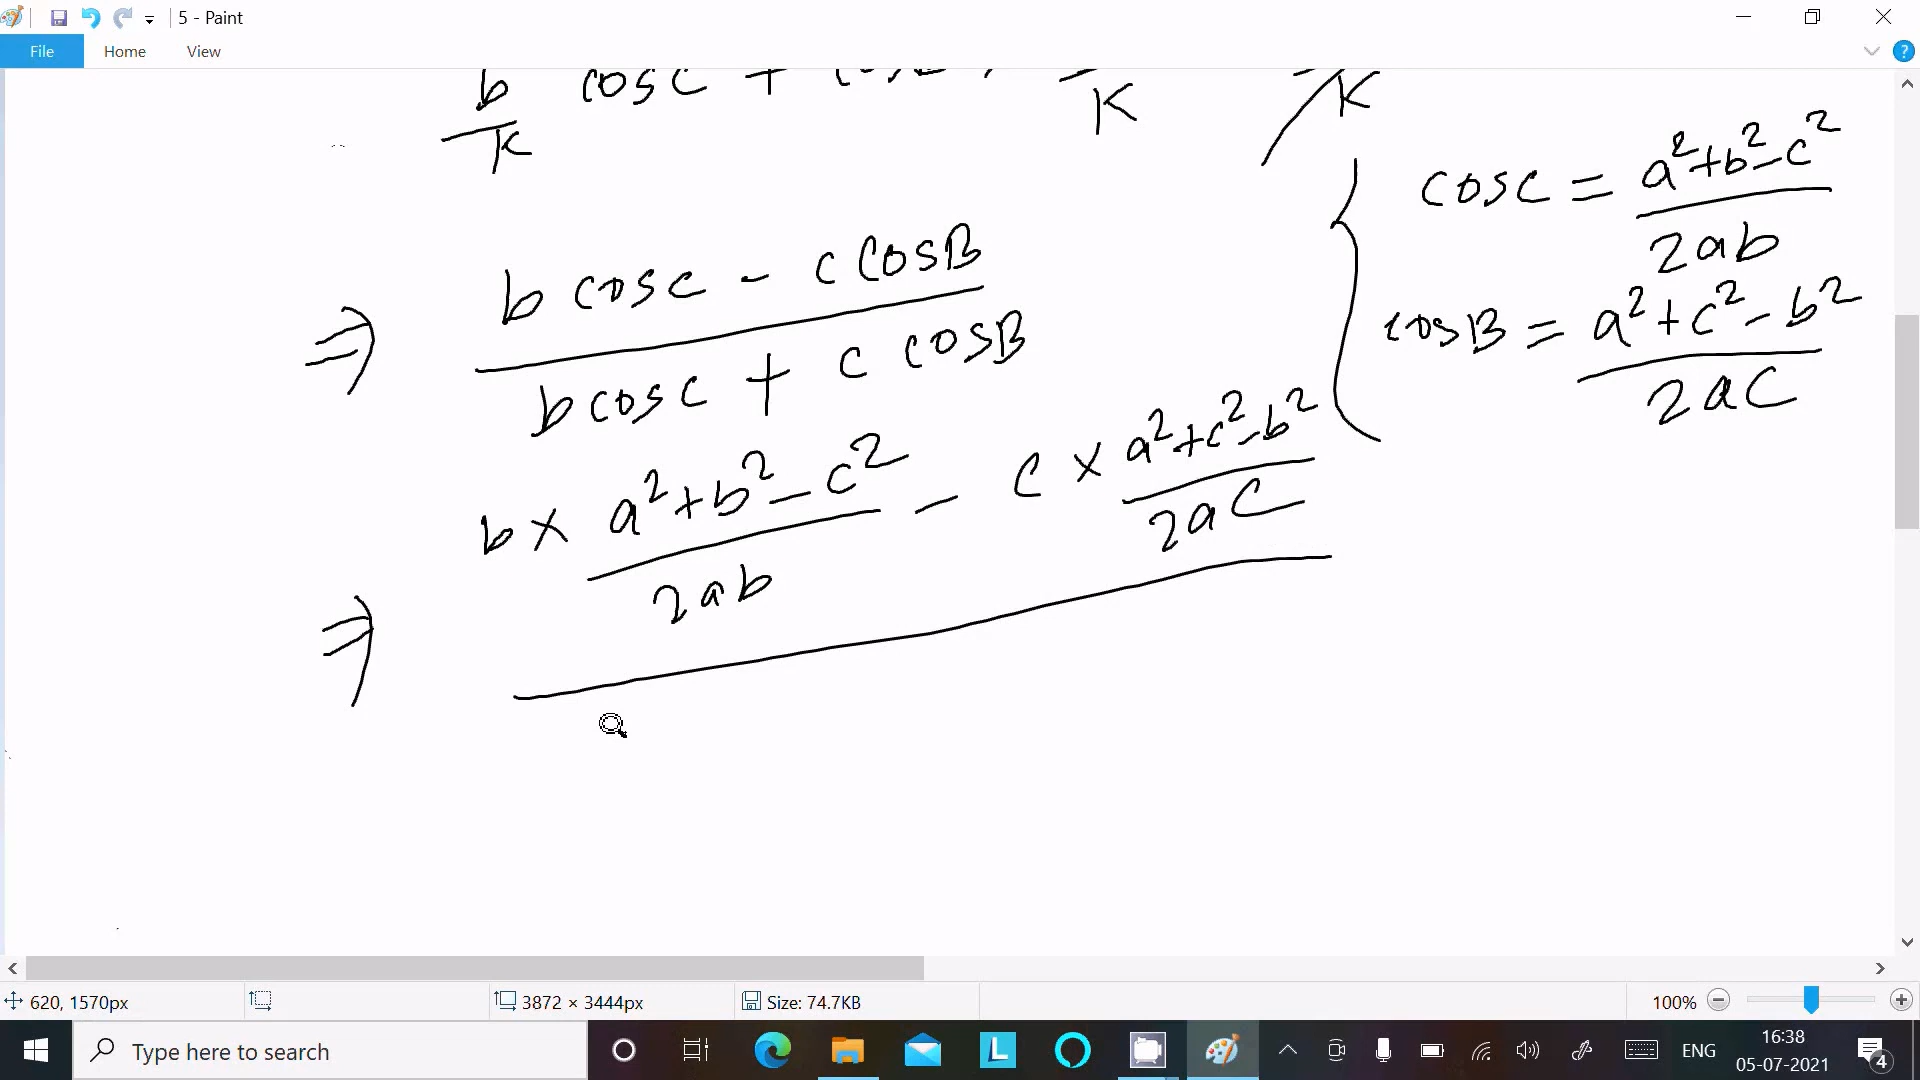 5 - Paint
File Home View
b/K cosC + K K
cosC = a²+b²-c² / 2ab
⇒ b cosC - c cosB / b cosC + c cosB
cosB = a²+c²-b² / 2aC
⇒ b × a²+b²-c² / 2ab - c × a²+c²-b² / 2aC
620, 1570px 3872 × 3444px Size: 74.7KB 100%
Type here to search L ENG 16:38
05-07-2021 4